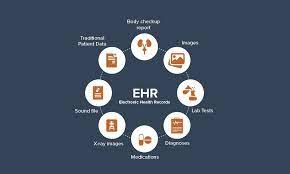 Body checkup
report
Traditional
Patient Data
Images
EHR
Electronic Health Records
Sound file
Lab Tests
X-ray images
Diagnoses
Medications